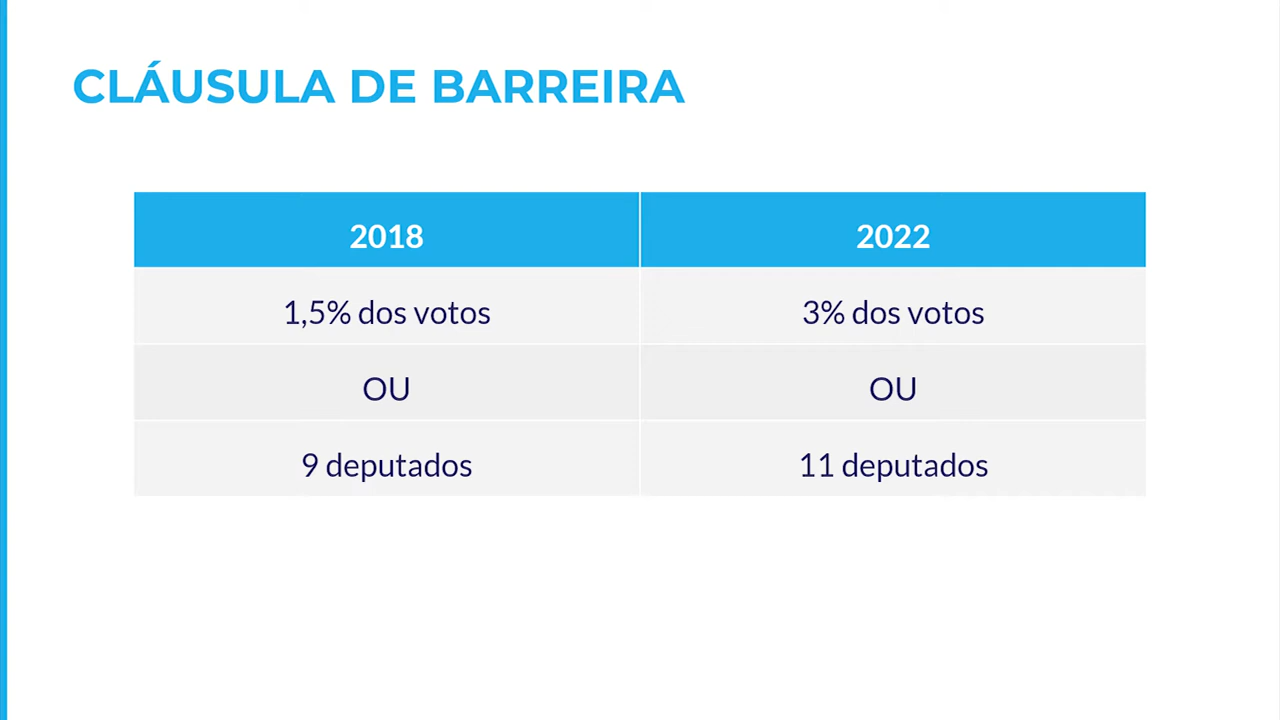 CLÁUSULA DE BARREIRA
2018 2022
1,5% dos votos 3% dos votos
OU OU
9 deputados 11 deputados